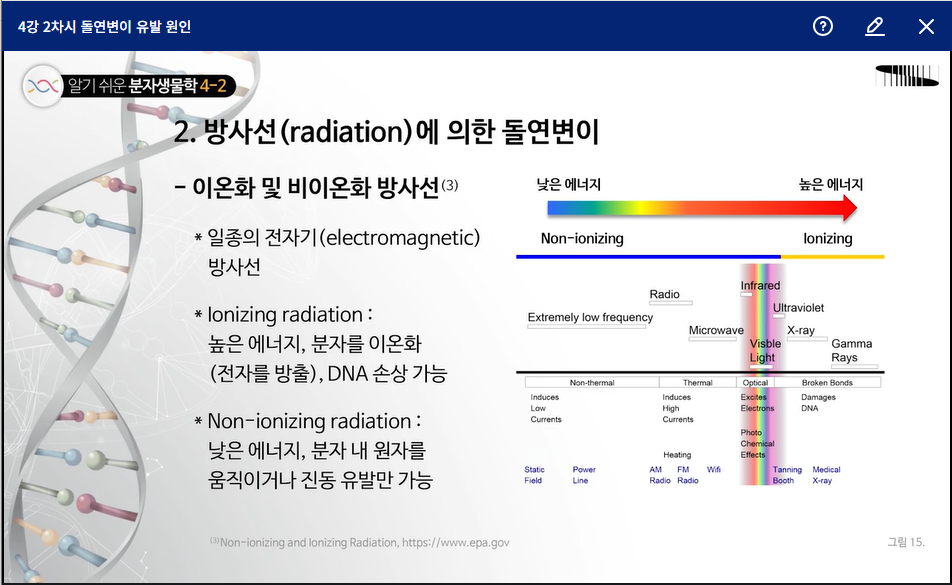 4강 2차시 돌연변이 유발 원인
알기 쉬운 분자생물학 4-2
2. 방사선(radiation)에 의한 돌연변이
- 이온화 및 비이온화 방사선(3)
* 일종의 전자기(electromagnetic)
방사선
* Ionizing radiation :
높은 에너지, 분자를 이온화
(전자를 방출), DNA 손상 가능
* Non-ionizing radiation :
낮은 에너지, 분자 내 원자를
움직이거나 진동 유발만 가능
낮은 에너지 높은 에너지
Non-ionizing Ionizing
Infrared
Radio
Ultraviolet
Extremely low frequency
Microwave X-ray
Visble
Light
Gamma
Rays
Non-thermal Thermal Optical Broken Bonds
Induces
Low
Currents
Induces
High
Currents
Excites
Electrons
Damages
DNA
Photo
Chemical
Effects
Heating
Static
Field
Power
Line
AM
Radio
FM
Radio
Wifi
Tanning
Booth
Medical
X-ray
(3)Non-ionizing and Ionizing Radiation, https://www.epa.gov
그림 15.